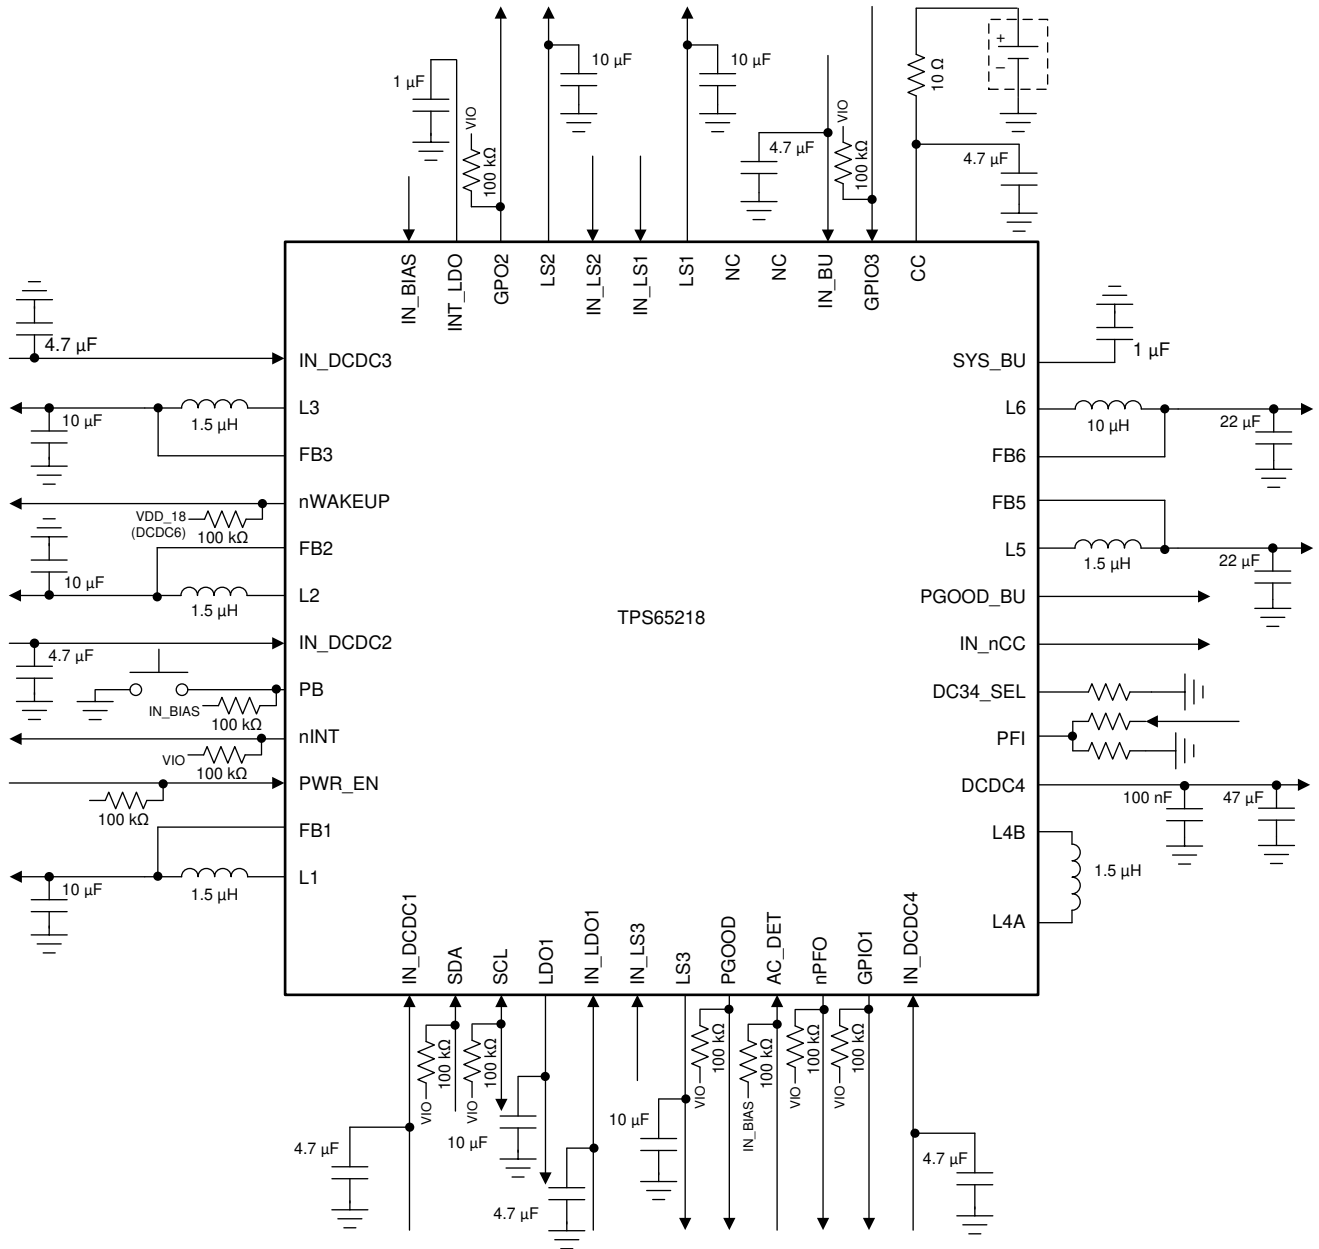 10 µF
10 µF
1 µF
VIO
100 kΩ
4.7 µF
VIO
100 kΩ
10 Ω
+
–
4.7 µF
IN_BIAS
INT_LDO
GPO2
LS2
IN_LS2
IN_LS1
LS1
NC
NC
IN_BU
GPIO3
CC
4.7 µF
IN_DCDC3
10 µF
1.5 µH
L3
FB3
nWAKEUP
VDD_18
(DCDC6)
100 kΩ
FB2
10 µF
1.5 µH
L2
IN_DCDC2
4.7 µF
PB
IN_BIAS
100 kΩ
nINT
VIO
100 kΩ
PWR_EN
100 kΩ
FB1
10 µF
1.5 µH
L1
TPS65218
SYS_BU
1 µF
L6
10 µH
22 µF
FB6
FB5
L5
1.5 µH
22 µF
PGOOD_BU
IN_nCC
DC34_SEL
PFI
DCDC4
100 nF
47 µF
L4B
1.5 µH
L4A
IN_DCDC1
SDA
SCL
LDO1
IN_LDO1
IN_LS3
LS3
PGOOD
AC_DET
nPFO
GPIO1
IN_DCDC4
4.7 µF
VIO
100 kΩ
VIO
100 kΩ
10 µF
4.7 µF
10 µF
VIO
100 kΩ
IN_BIAS
100 kΩ
VIO
100 kΩ
VIO
100 kΩ
4.7 µF